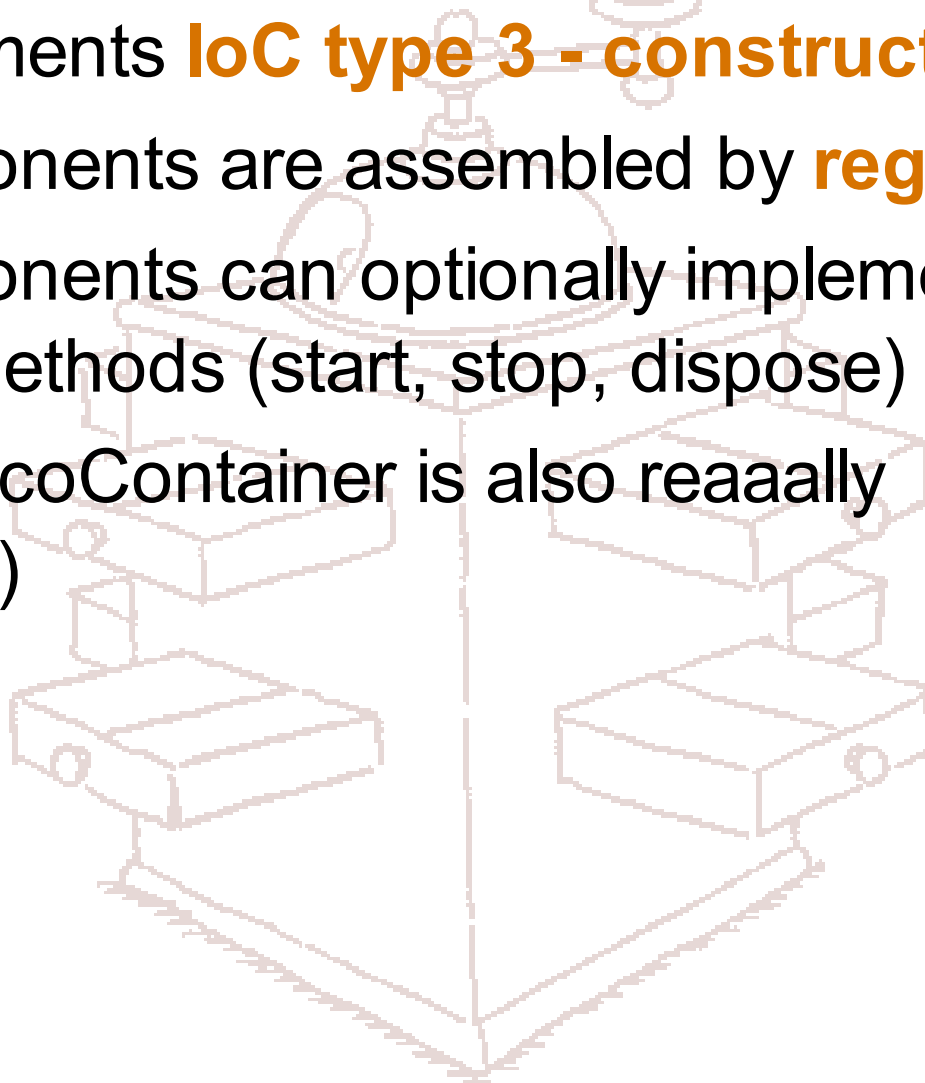 ments IoC type 3 - construct
onents are assembled by reg
onents can optionally impleme
ethods (start, stop, dispose)
coContainer is also reaaally
)